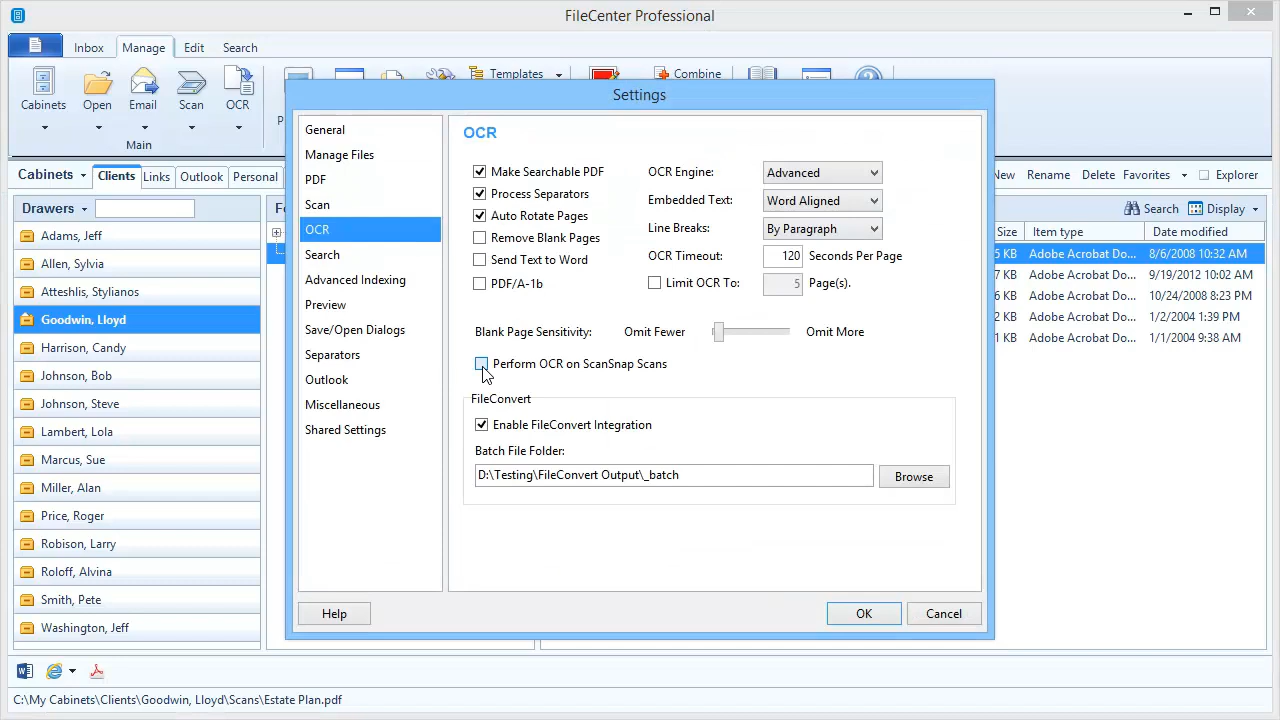 FileCenter Professional
Inbox Manage Edit Search
Templates Combine
Cabinets Open Email Scan OCR
Main
Settings
Cabinets Clients Links Outlook Personal
Rename Delete Favorites Explorer
Drawers
Search Display
Size Item type Date modified
Adams, Jeff
Allen, Sylvia
Atteshlis, Stylianos
Goodwin, Lloyd
Harrison, Candy
Johnson, Bob
Johnson, Steve
Lambert, Lola
Marcus, Sue
Miller, Alan
Price, Roger
Robison, Larry
Roloff, Alvina
Smith, Pete
Washington, Jeff
General
Manage Files
PDF
Scan
OCR
Search
Advanced Indexing
Preview
Save/Open Dialogs
Separators
Outlook
Miscellaneous
Shared Settings
OCR
Make Searchable PDF OCR Engine: Advanced
Process Separators Embedded Text: Word Aligned
Auto Rotate Pages Line Breaks: By Paragraph
Remove Blank Pages
Send Text to Word OCR Timeout: 120 Seconds Per Page
PDF/A-1b Limit OCR To: 5 Page(s).
Blank Page Sensitivity: Omit Fewer Omit More
Perform OCR on ScanSnap Scans
FileConvert
Enable FileConvert Integration
Batch File Folder:
D:\Testing\FileConvert Output\_batch Browse
Help OK Cancel
5 KB Adobe Acrobat Do... 8/6/2008 10:32 AM
KB Adobe Acrobat Do... 9/19/2012 10:02 AM
KB Adobe Acrobat Do... 10/24/2008 8:23 PM
2 KB Adobe Acrobat Do... 1/2/2004 1:39 PM
1 KB Adobe Acrobat Do... 1/1/2004 9:38 AM
C:\My Cabinets\Clients\Goodwin, Lloyd\Scans\Estate Plan.pdf